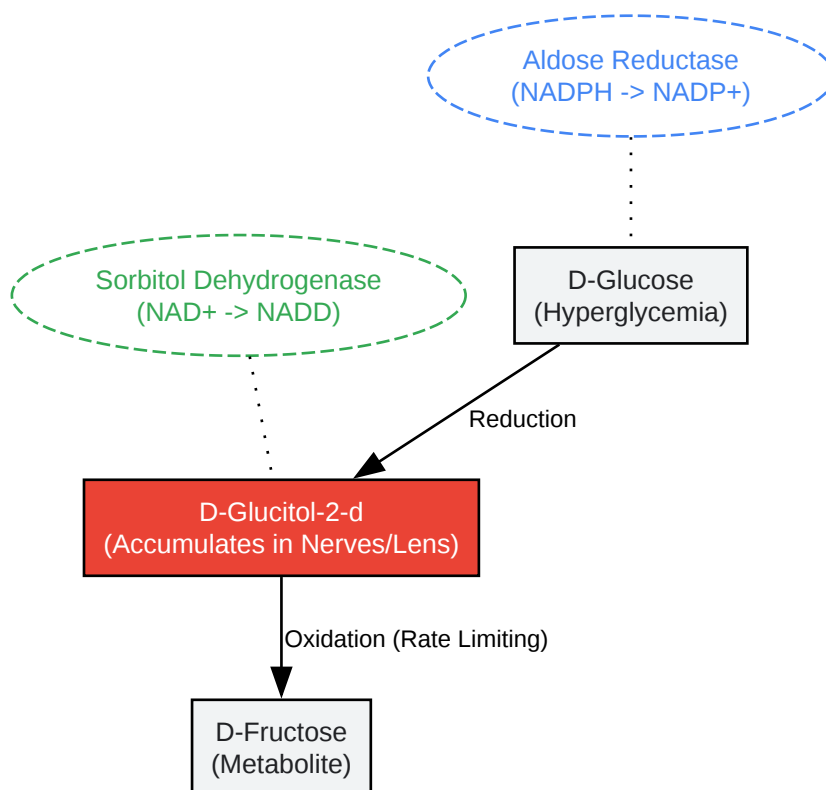 Aldose Reductase
(NADPH -> NADP+)
Sorbitol Dehydrogenase
(NAD+ -> NADD)
D-Glucose
(Hyperglycemia)
Reduction
D-Glucitol-2-d
(Accumulates in Nerves/Lens)
Oxidation (Rate Limiting)
D-Fructose
(Metabolite)